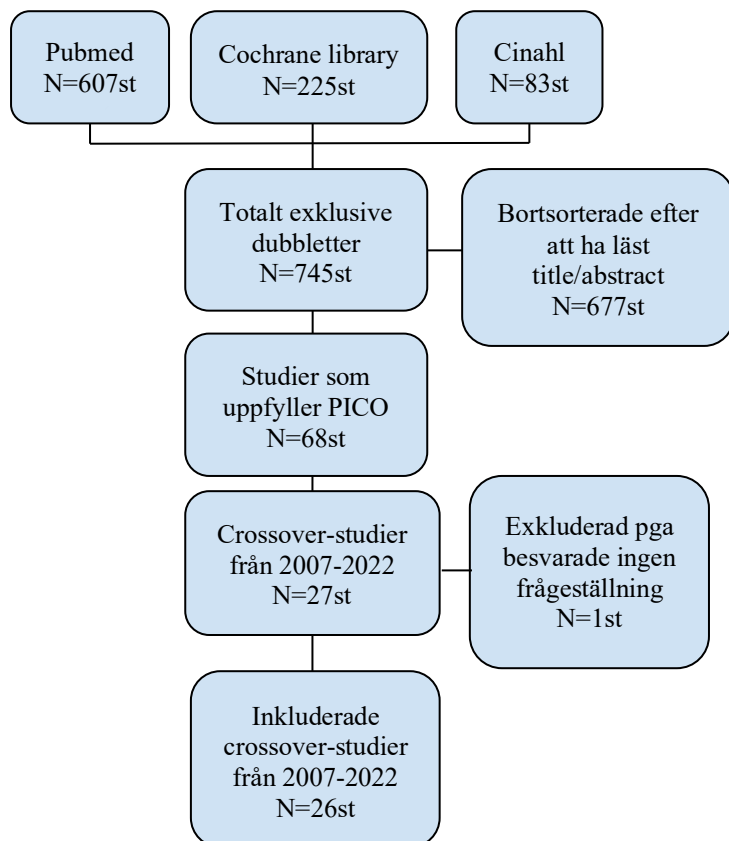 Pubmed
N=607st
Cochrane library
N=225st
Cinahl
N=83st
Totalt exklusive
dubbletter
N=745st
Bortsorterade efter
att ha läst
title/abstract
N=677st
Studier som
uppfyller PICO
N=68st
Crossover-studier
från 2007-2022
N=27st
Exkluderad pga
besvarade ingen
frågeställning
N=1st
Inkluderade
crossover-studier
från 2007-2022
N=26st